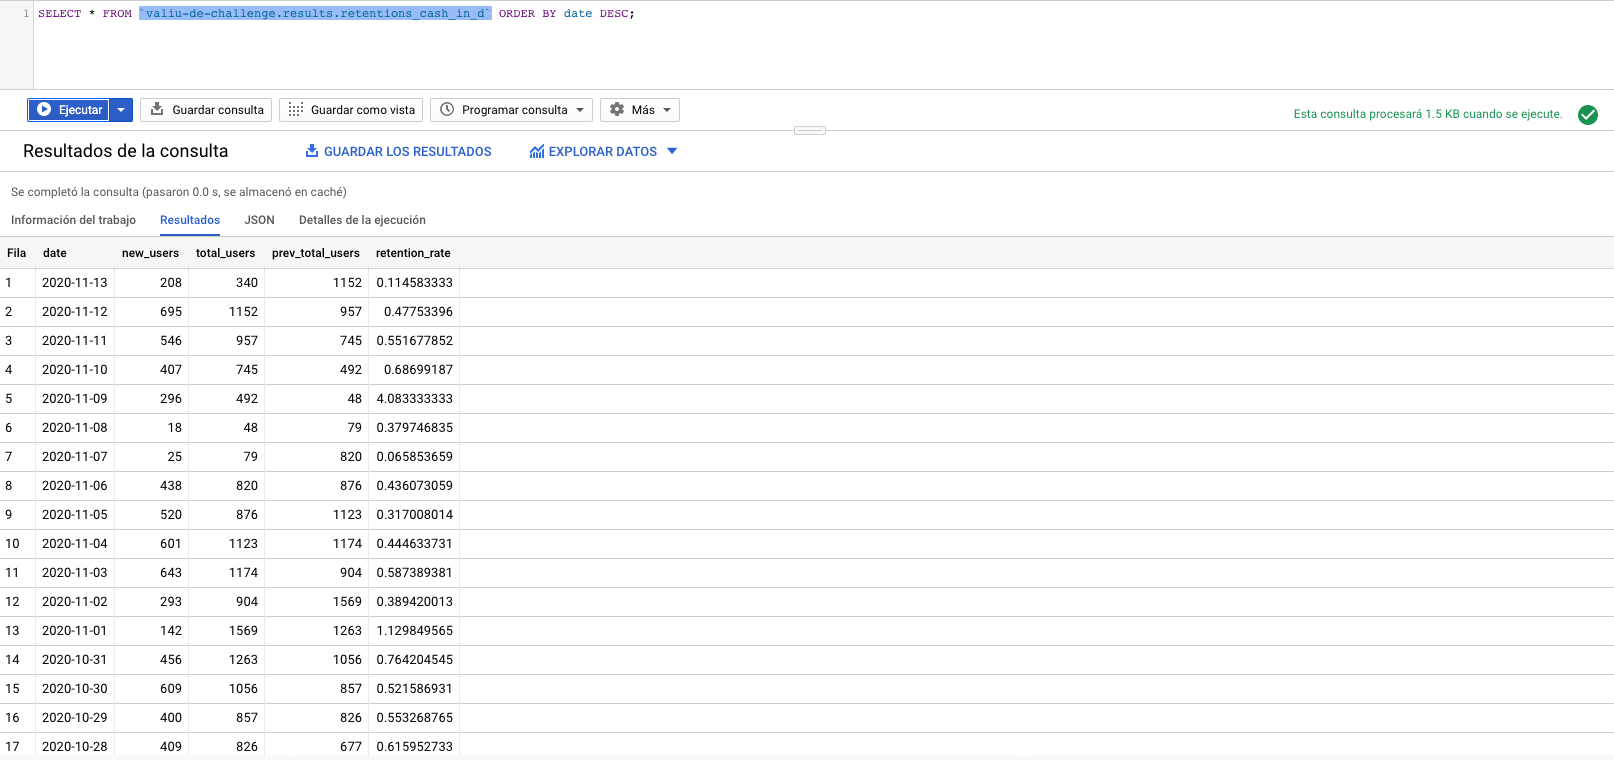 1 SELECT * FROM `valiu-de-challenge.results.retentions_cash_in_d` ORDER BY date DESC;
Ejecutar Guardar consulta Guardar como vista Programar consulta Más Esta consulta procesará 1.5 KB cuando se ejecute.
Resultados de la consulta GUARDAR LOS RESULTADOS EXPLORAR DATOS
Se completó la consulta (pasaron 0.0 s, se almacenó en caché)
Información del trabajo Resultados JSON Detalles de la ejecución
Fila date new_users total_users prev_total_users retention_rate
1 2020-11-13 208 340 1152 0.114583333
2 2020-11-12 695 1152 957 0.47753396
3 2020-11-11 546 957 745 0.551677852
4 2020-11-10 407 745 492 0.68699187
5 2020-11-09 296 492 48 4.083333333
6 2020-11-08 18 48 79 0.379746835
7 2020-11-07 25 79 820 0.065853659
8 2020-11-06 438 820 876 0.436073059
9 2020-11-05 520 876 1123 0.317008014
10 2020-11-04 601 1123 1174 0.444633731
11 2020-11-03 643 1174 904 0.587389381
12 2020-11-02 293 904 1569 0.389420013
13 2020-11-01 142 1569 1263 1.129849565
14 2020-10-31 456 1263 1056 0.764204545
15 2020-10-30 609 1056 857 0.521586931
16 2020-10-29 400 857 826 0.553268765
17 2020-10-28 409 826 677 0.615952733